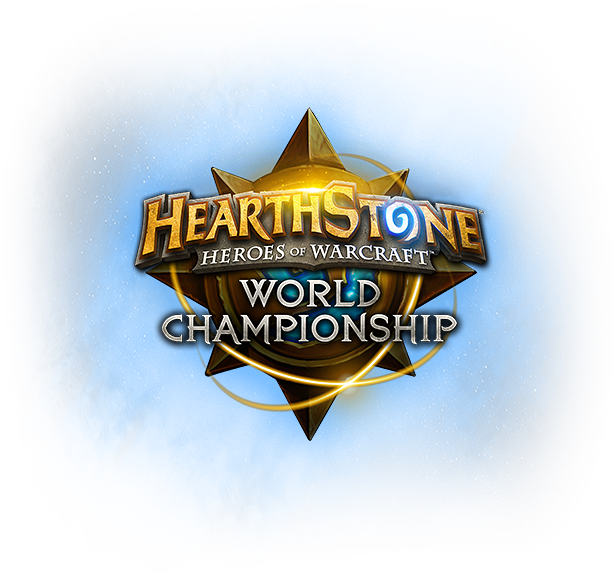 HEARTHSTONE
HEROES OF WARCRAFT
WORLD
CHAMPIONSHIP